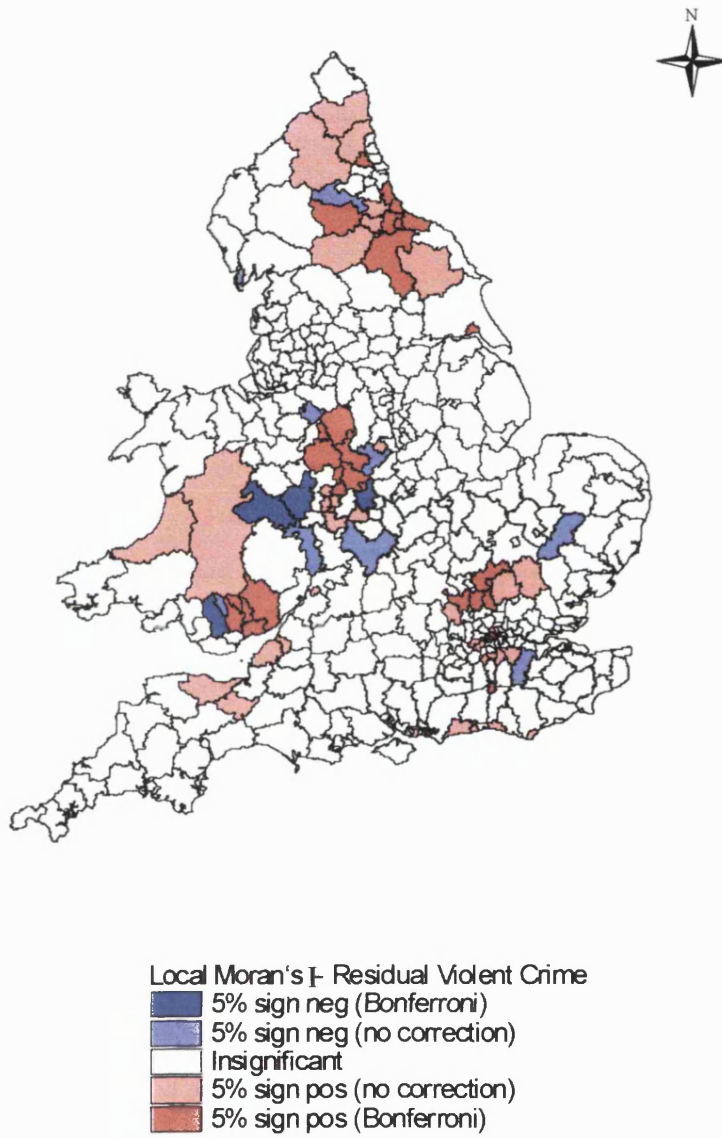 N
Local Moran's I- Residual Violent Crime
5% sign neg (Bonferroni)
5% sign neg (no correction)
Insignificant
5% sign pos (no correction)
5% sign pos (Bonferroni)